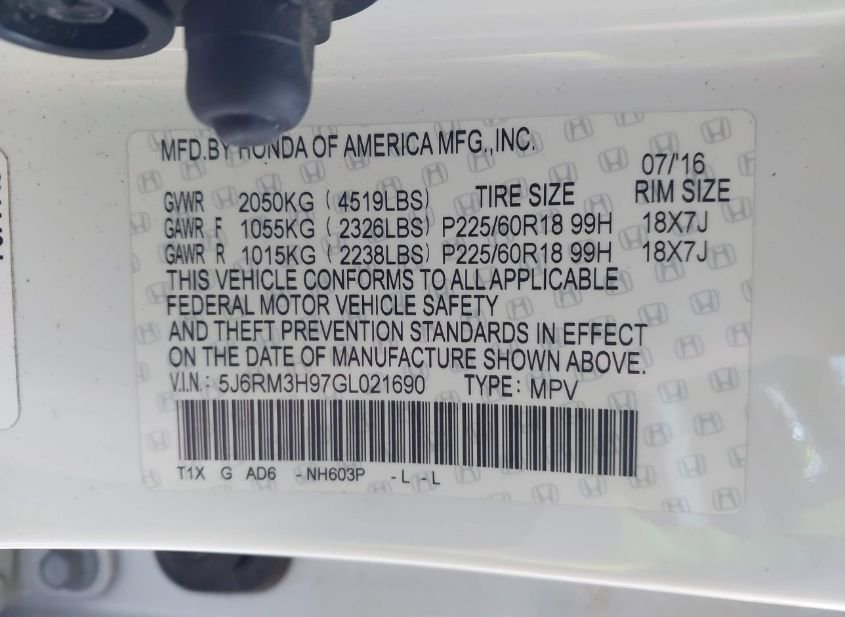 MFD.BY HONDA OF AMERICA MFG.,INC.
07/'16
GVWR 2050KG (4519LBS) TIRE SIZE RIM SIZE
GAWR F 1055KG (2326LBS) P225/60R18 99H 18X7J
GAWR R 1015KG (2238LBS) P225/60R18 99H 18X7J
THIS VEHICLE CONFORMS TO ALL APPLICABLE
FEDERAL MOTOR VEHICLE SAFETY
AND THEFT PREVENTION STANDARDS IN EFFECT
ON THE DATE OF MANUFACTURE SHOWN ABOVE.
V.I.N.: 5J6RM3H97GL021690 TYPE: MPV
T1X G AD6 -NH603P -L -L